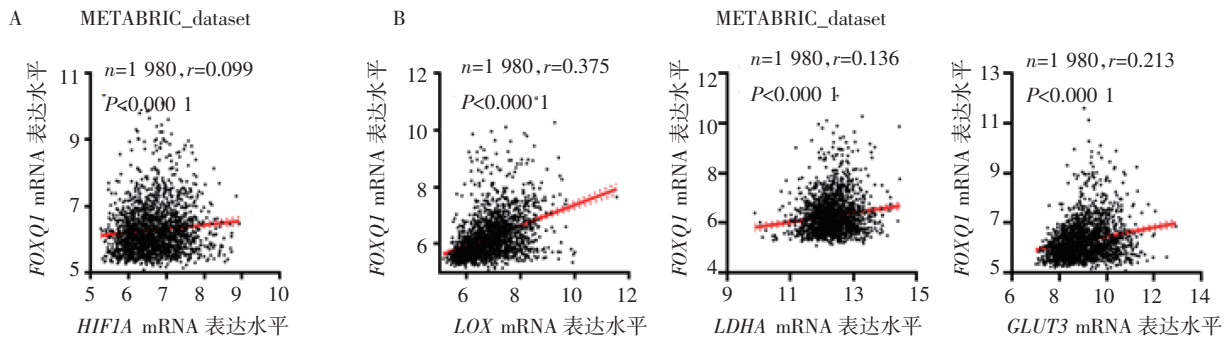 A METABRIC_dataset
n=1 980,r=0.099
P<0.000 1
FOXQ1 mRNA 表达水平
11
9
7
5
5 6 7 8 9 10
HIF1A mRNA 表达水平
B METABRIC_dataset
n=1 980,r=0.375
P<0.000 1
FOXQ1 mRNA 表达水平
12
10
8
6
6 8 10 12
LOX mRNA 表达水平
n=1 980,r=0.136
P<0.000 1
FOXQ1 mRNA 表达水平
12
10
8
6
4
9 11 13 15
LDHA mRNA 表达水平
n=1 980,r=0.213
P<0.000 1
FOXQ1 mRNA 表达水平
13
11
9
7
5
6 8 10 12 14
GLUT3 mRNA 表达水平